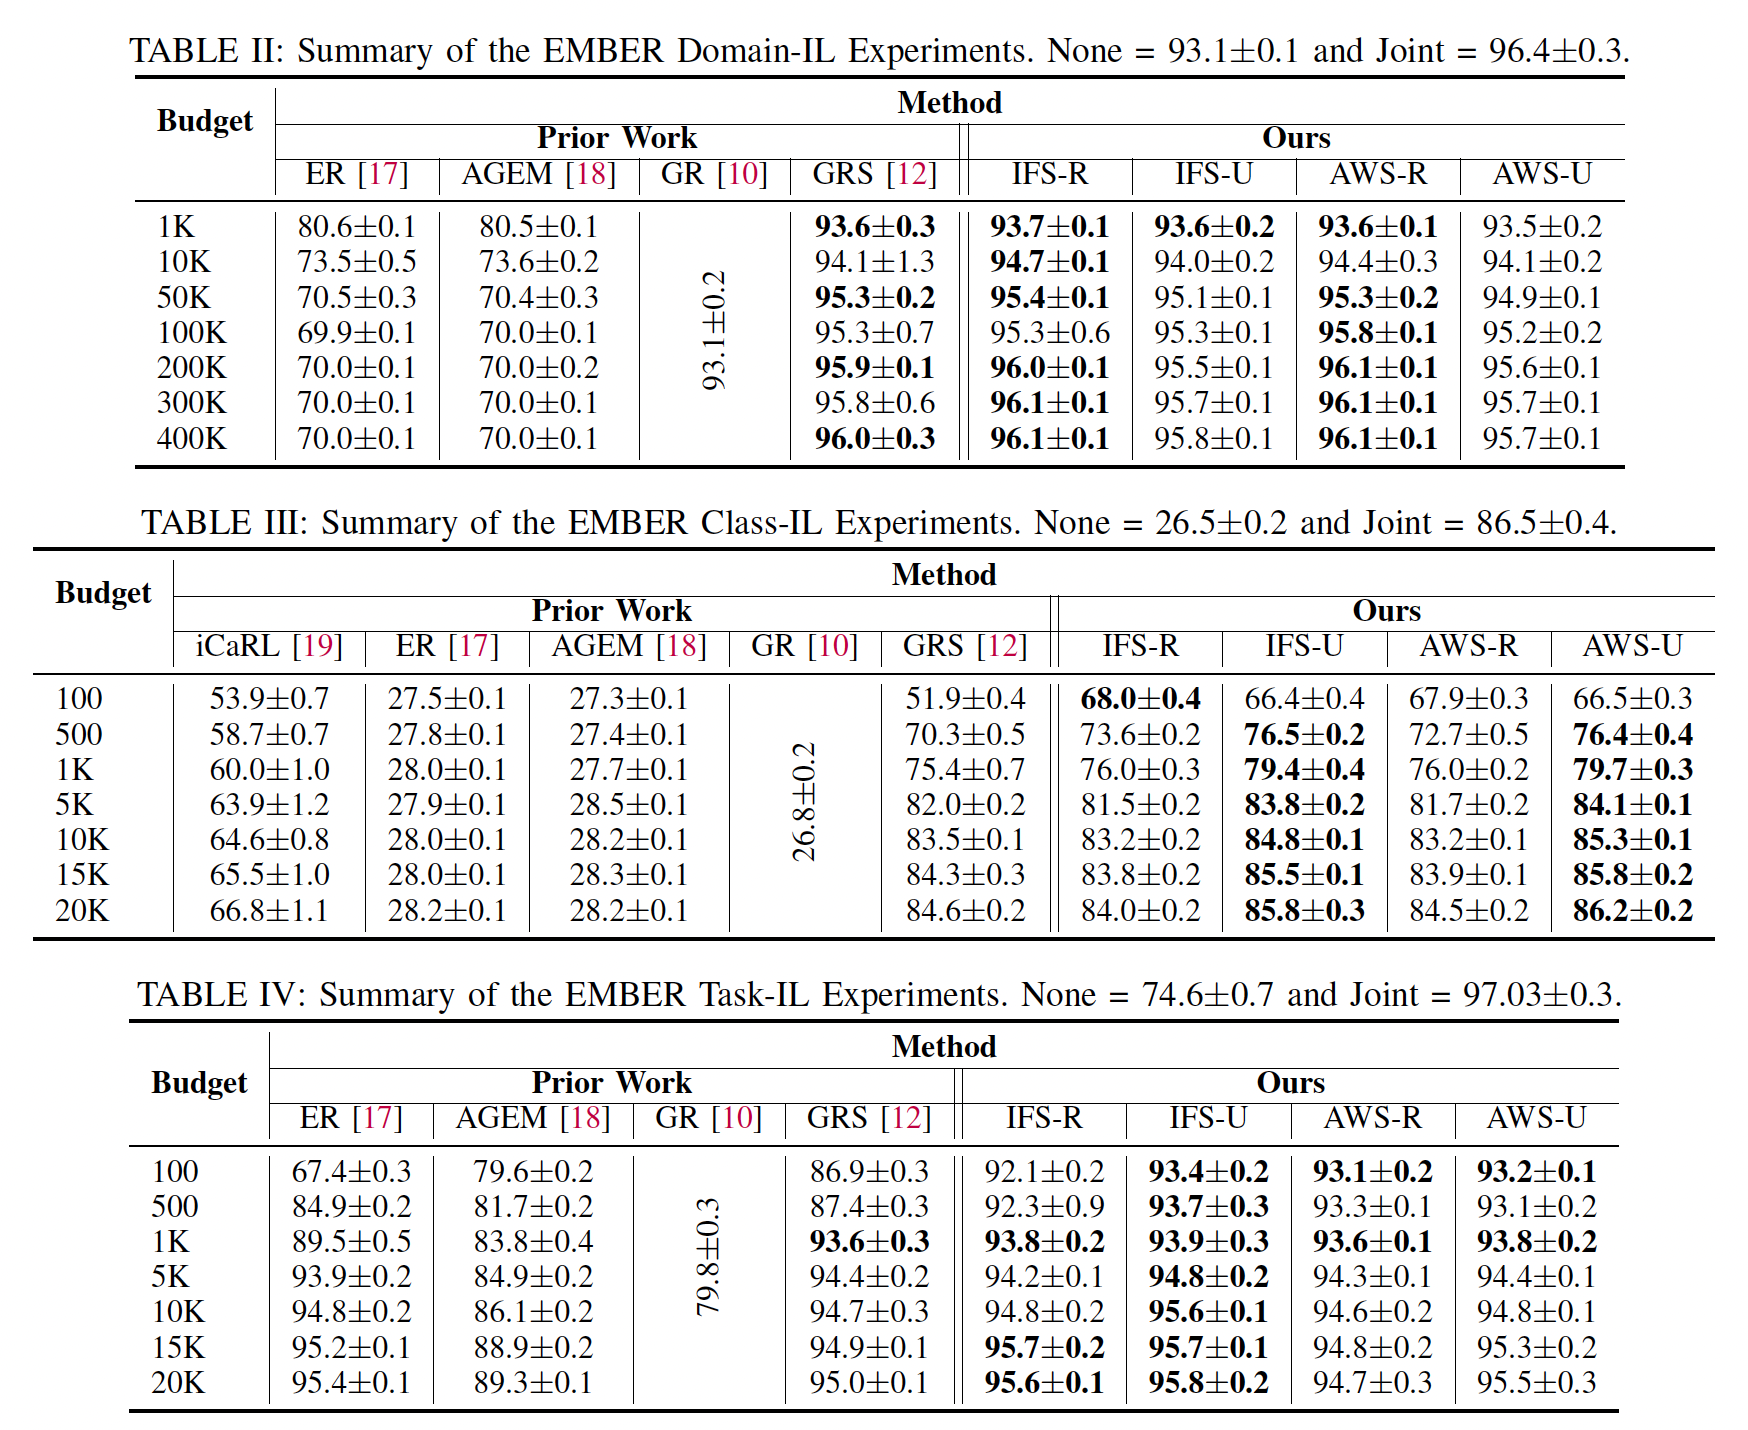 TABLE II: Summary of the EMBER Domain-IL Experiments. None = 93.1±0.1 and Joint = 96.4±0.3.
Budget Method
Prior Work Ours
ER [17] AGEM [18] GR [10] GRS [12] IFS-R IFS-U AWS-R AWS-U
1K 80.6±0.1 80.5±0.1 93.6±0.3 93.7±0.1 93.6±0.2 93.6±0.1 93.5±0.2
10K 73.5±0.5 73.6±0.2 94.1±1.3 94.7±0.1 94.0±0.2 94.4±0.3 94.1±0.2
50K 70.5±0.3 70.4±0.3 95.3±0.2 95.4±0.1 95.1±0.1 95.3±0.2 94.9±0.1
100K 69.9±0.1 70.0±0.1 93.1±0.2 95.3±0.7 95.3±0.6 95.3±0.1 95.8±0.1 95.2±0.2
200K 70.0±0.1 70.0±0.2 95.9±0.1 96.0±0.1 95.5±0.1 96.1±0.1 95.6±0.1
300K 70.0±0.1 70.0±0.1 95.8±0.6 96.1±0.1 95.7±0.1 96.1±0.1 95.7±0.1
400K 70.0±0.1 70.0±0.1 96.0±0.3 96.1±0.1 95.8±0.1 96.1±0.1 95.7±0.1
TABLE III: Summary of the EMBER Class-IL Experiments. None = 26.5±0.2 and Joint = 86.5±0.4.
Budget Method
Prior Work Ours
iCaRL [19] ER [17] AGEM [18] GR [10] GRS [12] IFS-R IFS-U AWS-R AWS-U
100 53.9±0.7 27.5±0.1 27.3±0.1 51.9±0.4 68.0±0.4 66.4±0.4 67.9±0.3 66.5±0.3
500 58.7±0.7 27.8±0.1 27.4±0.1 70.3±0.5 73.6±0.2 76.5±0.2 72.7±0.5 76.4±0.4
1K 60.0±1.0 28.0±0.1 27.7±0.1 75.4±0.7 76.0±0.3 79.4±0.4 76.0±0.2 79.7±0.3
5K 63.9±1.2 27.9±0.1 28.5±0.1 26.8±0.2 82.0±0.2 81.5±0.2 83.8±0.2 81.7±0.2 84.1±0.1
10K 64.6±0.8 28.0±0.1 28.2±0.1 83.5±0.1 83.2±0.2 84.8±0.1 83.2±0.1 85.3±0.1
15K 65.5±1.0 28.0±0.1 28.3±0.1 84.3±0.3 83.8±0.2 85.5±0.1 83.9±0.1 85.8±0.2
20K 66.8±1.1 28.2±0.1 28.2±0.1 84.6±0.2 84.0±0.2 85.8±0.3 84.5±0.2 86.2±0.2
TABLE IV: Summary of the EMBER Task-IL Experiments. None = 74.6±0.7 and Joint = 97.03±0.3.
Method
Budget Prior Work Ours
ER [17] AGEM [18] GR [10] GRS [12] IFS-R IFS-U AWS-R AWS-U
100 67.4±0.3 79.6±0.2 86.9±0.3 92.1±0.2 93.4±0.2 93.1±0.2 93.2±0.1
500 84.9±0.2 81.7±0.2 87.4±0.3 92.3±0.9 93.7±0.3 93.3±0.1 93.1±0.2
1K 89.5±0.5 83.8±0.4 93.6±0.3 93.8±0.2 93.9±0.3 93.6±0.1 93.8±0.2
5K 93.9±0.2 84.9±0.2 79.8±0.3 94.4±0.2 94.2±0.1 94.8±0.2 94.3±0.1 94.4±0.1
10K 94.8±0.2 86.1±0.2 94.7±0.3 94.8±0.2 95.6±0.1 94.6±0.2 94.8±0.1
15K 95.2±0.1 88.9±0.2 94.9±0.1 95.7±0.2 95.7±0.1 94.8±0.2 95.3±0.2
20K 95.4±0.1 89.3±0.1 95.0±0.1 95.6±0.1 95.8±0.2 94.7±0.3 95.5±0.3